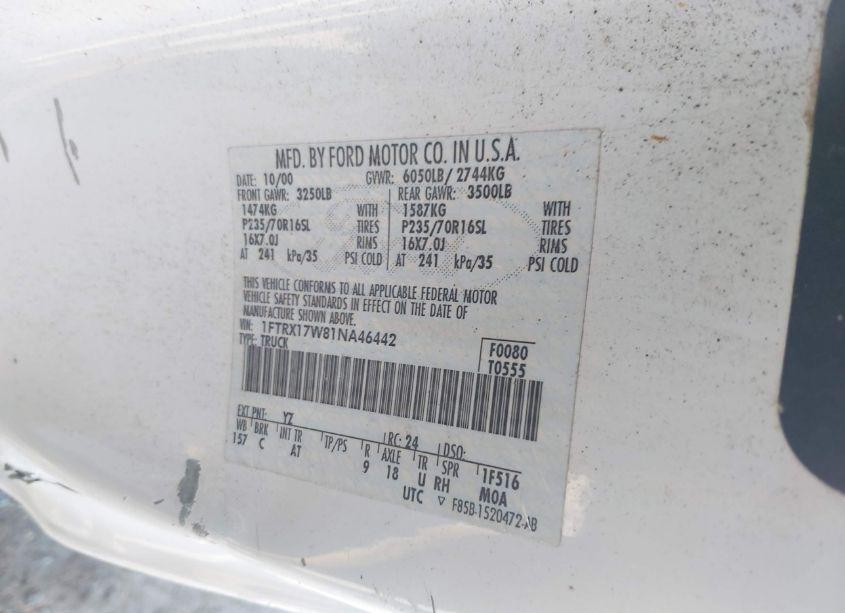 MFD. BY FORD MOTOR CO. IN U.S.A.
DATE: 10/00 GVWR: 6050LB/ 2744KG
FRONT GAWR: 3250LB REAR GAWR: 3500LB
1474KG WITH 1587KG WITH
P235/70R16SL TIRES P235/70R16SL TIRES
16X7.0J RIMS 16X7.0J RIMS
AT 241 kPa/35 PSI COLD AT 241 kPa/35 PSI COLD
THIS VEHICLE CONFORMS TO ALL APPLICABLE FEDERAL MOTOR
VEHICLE SAFETY STANDARDS IN EFFECT ON THE DATE OF
MANUFACTURE SHOWN ABOVE.
VIN: 1FTRX17W81NA46442
TYPE: TRUCK
F0080
T0555
EXT PNT: YZ RC: 24 DSO:
WB BRK INT TR TP/PS R AXLE TR SPR 1F516
157 C AT 9 18 U RH M0A
UTC ▽ F85B-1520472-AB